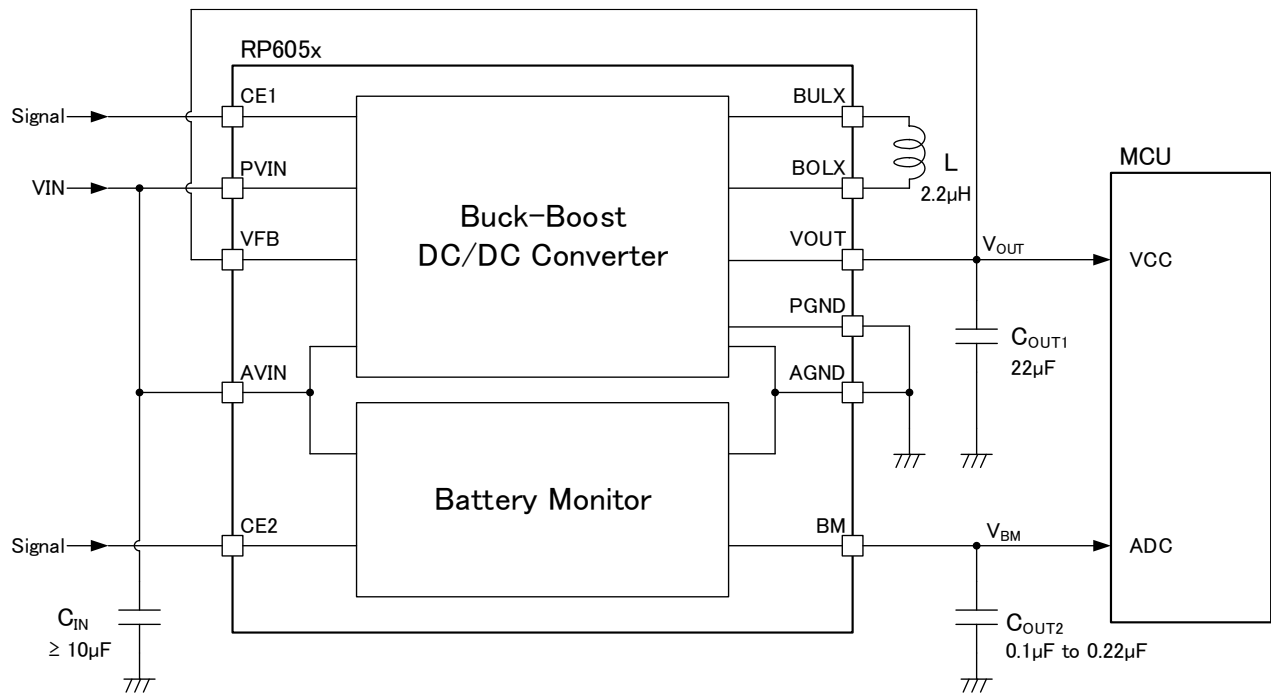 RP605x
Signal
CE1
BULX
VIN
PVIN
BOLX
L
2.2µH
MCU
Buck-Boost
DC/DC Converter
VFB
VOUT
VOUT
VCC
PGND
COUT1
22µF
AVIN
AGND
Battery Monitor
Signal
CE2
BM
VBM
ADC
CIN
≥ 10µF
COUT2
0.1µF to 0.22µF